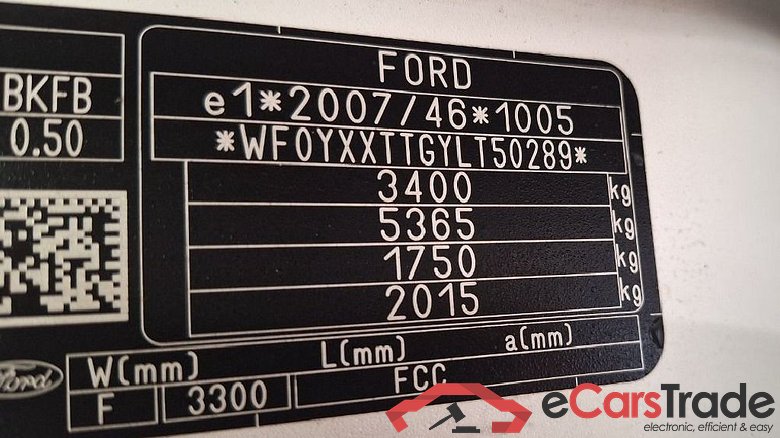 FORD
BKFB
e1*2007/46*1005
0.50
*WF0YXXTTGYLT50289*
3400 kg
5365 kg
1750 kg
2015 kg
Ford
W(mm) L(mm) a(mm)
F 3300 FCC
eCarsTrade
electronic, efficient & easy